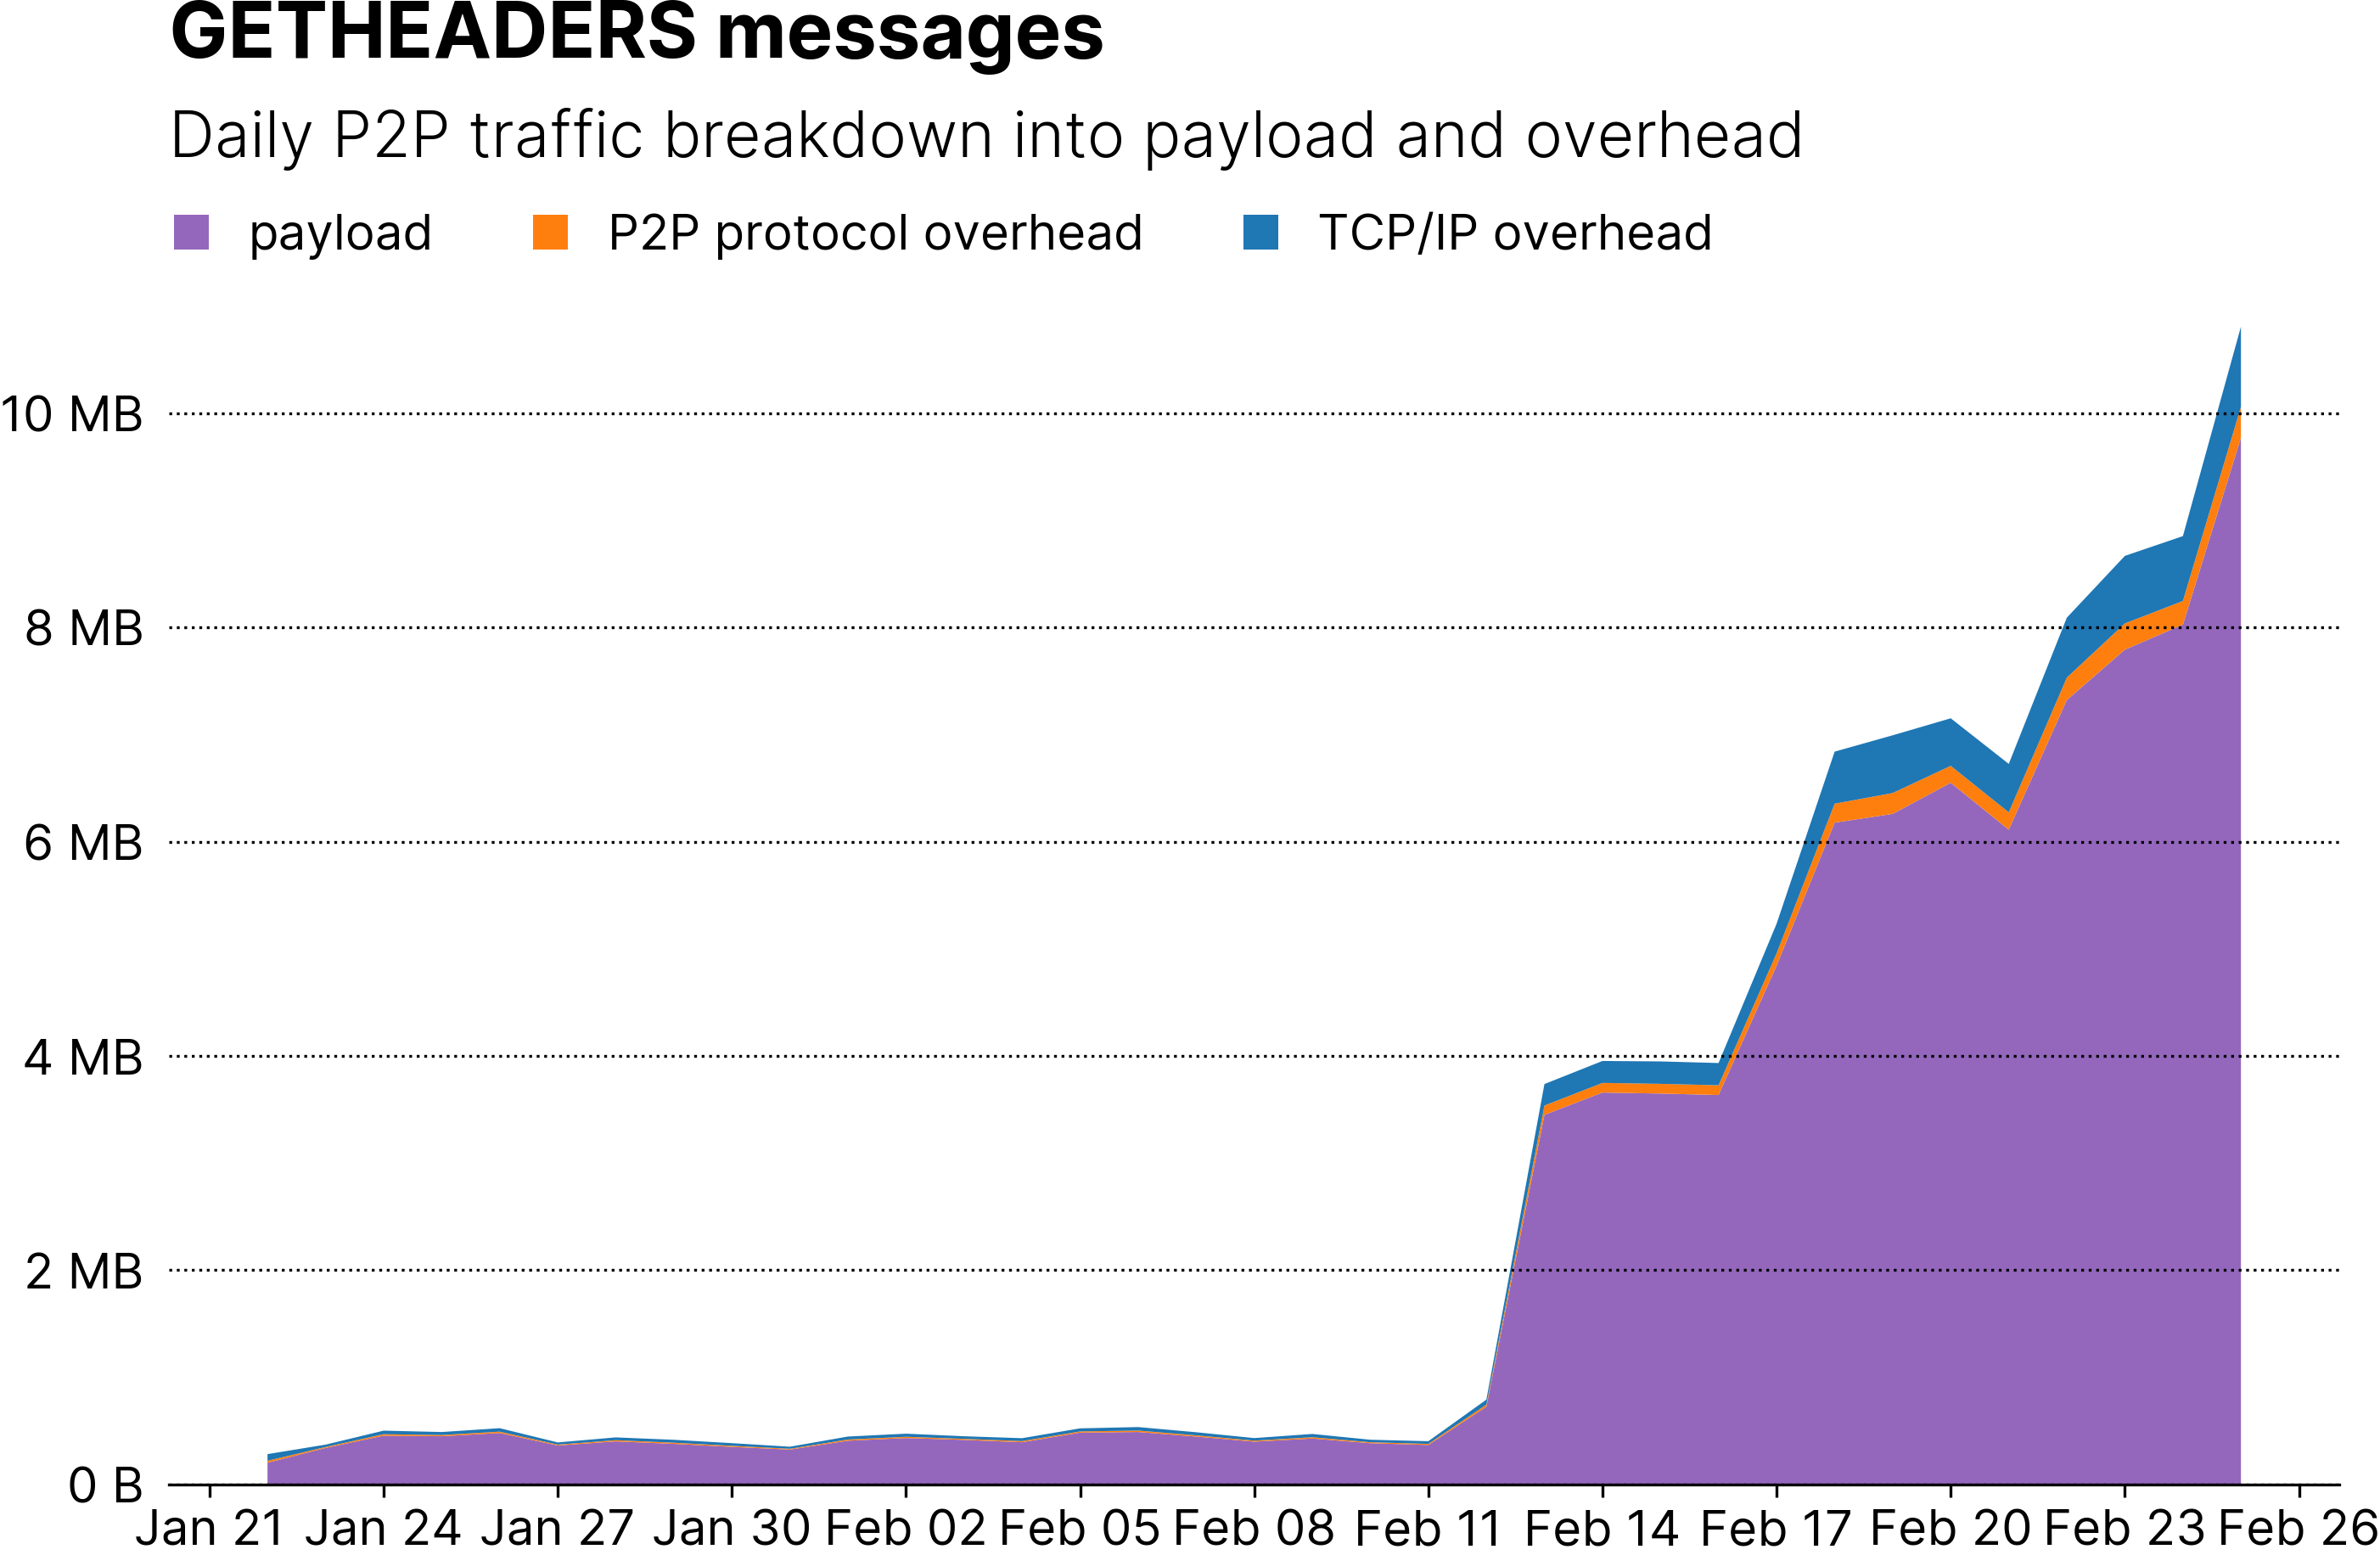 GETHEADERS messages
Daily P2P traffic breakdown into payload and overhead
payload P2P protocol overhead TCP/IP overhead
10 MB
8 MB
6 MB
4 MB
2 MB
0 B
Jan 21 Jan 24 Jan 27 Jan 30 Feb 02 Feb 05 Feb 08 Feb 11 Feb 14 Feb 17 Feb 20 Feb 23 Feb 26